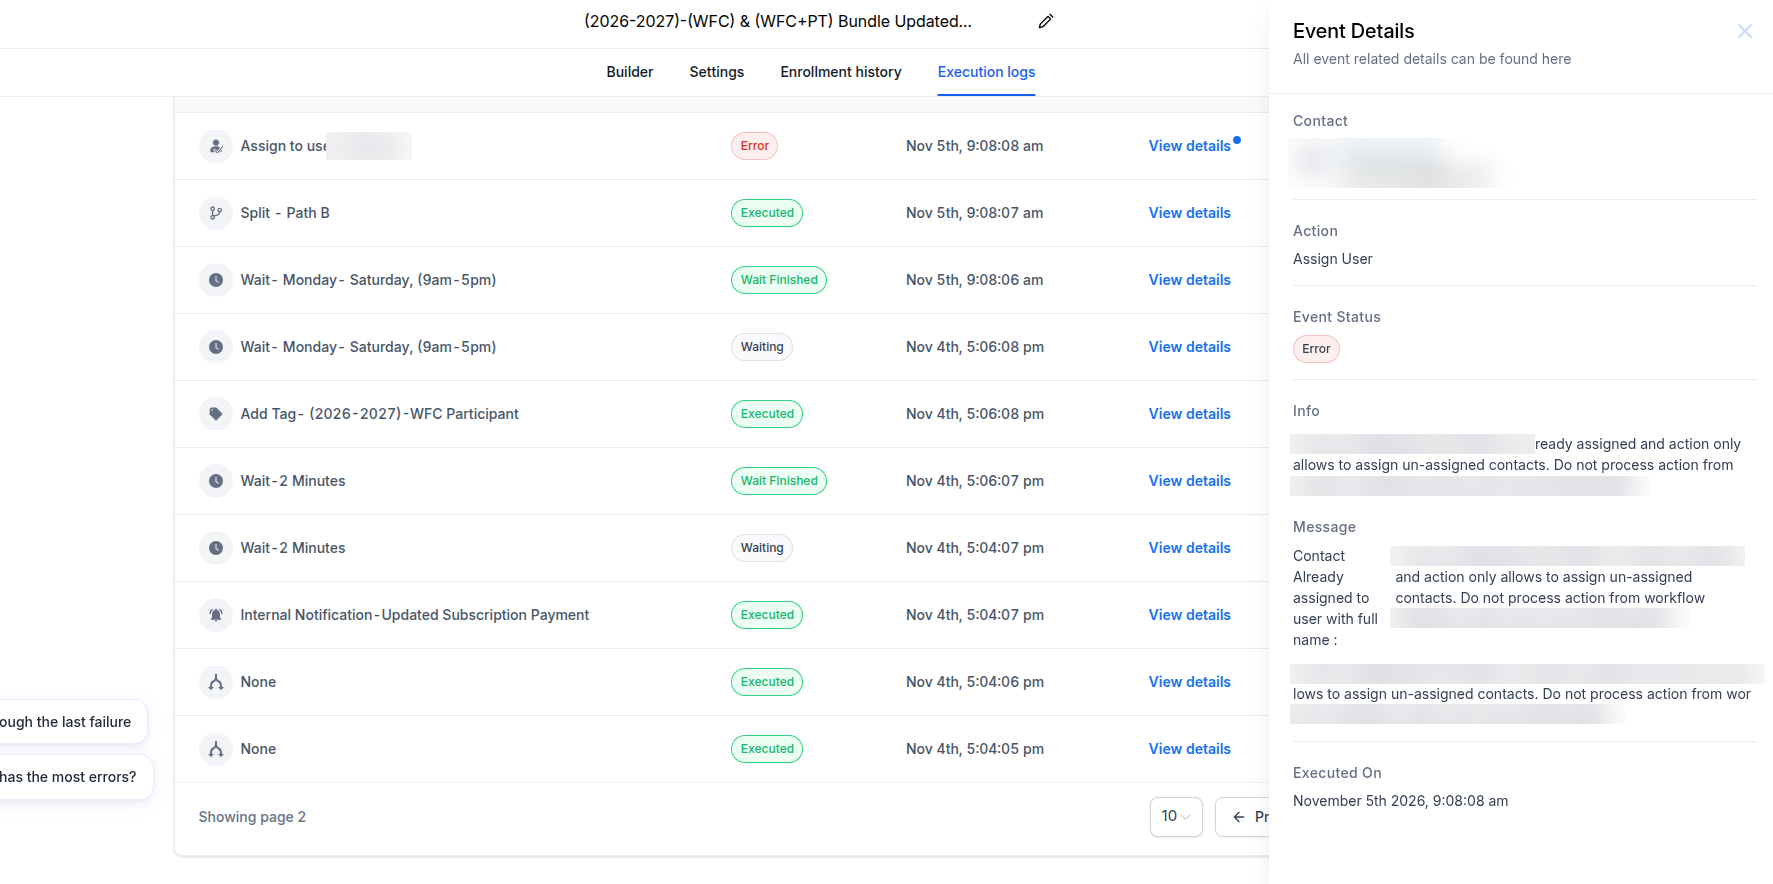 (2026-2027)-(WFC) & (WFC+PT) Bundle Updated...
Builder Settings Enrollment history Execution logs
Assign to use Error Nov 5th, 9:08:08 am View details
Split - Path B Executed Nov 5th, 9:08:07 am View details
Wait- Monday- Saturday, (9am-5pm) Wait Finished Nov 5th, 9:08:06 am View details
Wait- Monday- Saturday, (9am-5pm) Waiting Nov 4th, 5:06:08 pm View details
Add Tag- (2026-2027)-WFC Participant Executed Nov 4th, 5:06:08 pm View details
Wait-2 Minutes Wait Finished Nov 4th, 5:06:07 pm View details
Wait-2 Minutes Waiting Nov 4th, 5:04:07 pm View details
Internal Notification-Updated Subscription Payment Executed Nov 4th, 5:04:07 pm View details
None Executed Nov 4th, 5:04:06 pm View details
None Executed Nov 4th, 5:04:05 pm View details
Showing page 2 10 Pr
ough the last failure
has the most errors?
Event Details
All event related details can be found here
Contact
Action
Assign User
Event Status
Error
Info
ready assigned and action only
allows to assign un-assigned contacts. Do not process action from
Message
Contact
Already and action only allows to assign un-assigned
assigned to contacts. Do not process action from workflow
user with full
name :
lows to assign un-assigned contacts. Do not process action from wor
Executed On
November 5th 2026, 9:08:08 am